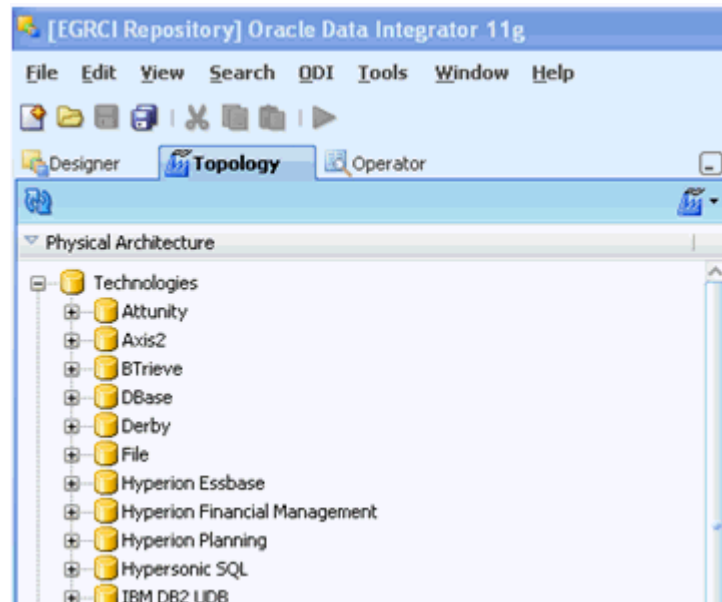 [EGRCI Repository] Oracle Data Integrator 11g
File Edit View Search ODI Tools Window Help
Designer Topology Operator
Physical Architecture
Technologies
Attunity
Axis2
BTrieve
DBase
Derby
File
Hyperion Essbase
Hyperion Financial Management
Hyperion Planning
Hypersonic SQL
IBM DB2 UDB